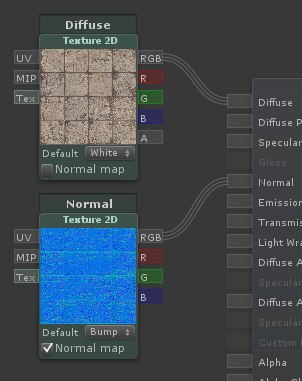 Diffuse
Texture 2D
UV
RGB
MIP
R
Tex
G
B
A
Default
White
Normal map
Normal
Texture 2D
UV
RGB
MIP
R
Tex
G
B
Default
Bump
Normal map
Diffuse
Diffuse P
Specular
Gloss
Normal
Emission
Transmis
Light Wra
Diffuse A
Specular
Diffuse A
Specular
Custom
Alpha